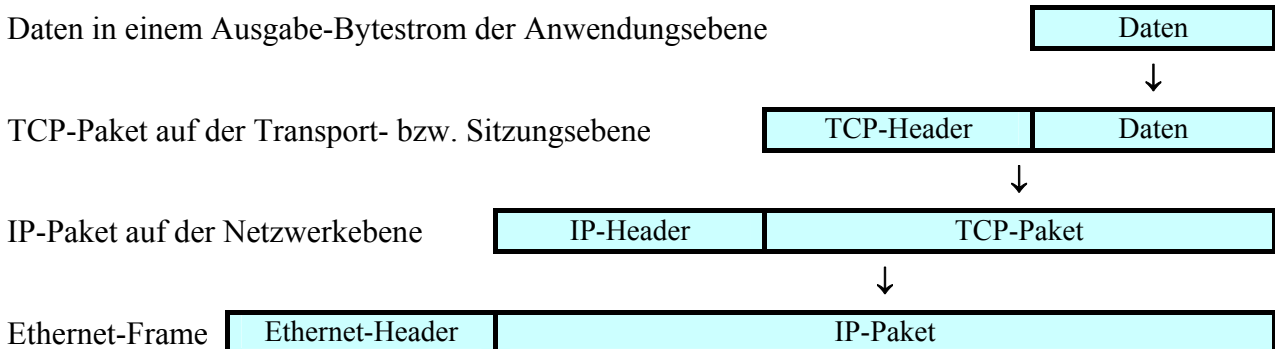 Daten in einem Ausgabe-Bytestrom der Anwendungsebene Daten
↓
TCP-Paket auf der Transport- bzw. Sitzungsebene TCP-Header Daten
↓
IP-Paket auf der Netzwerkebene IP-Header TCP-Paket
↓
Ethernet-Frame Ethernet-Header IP-Paket